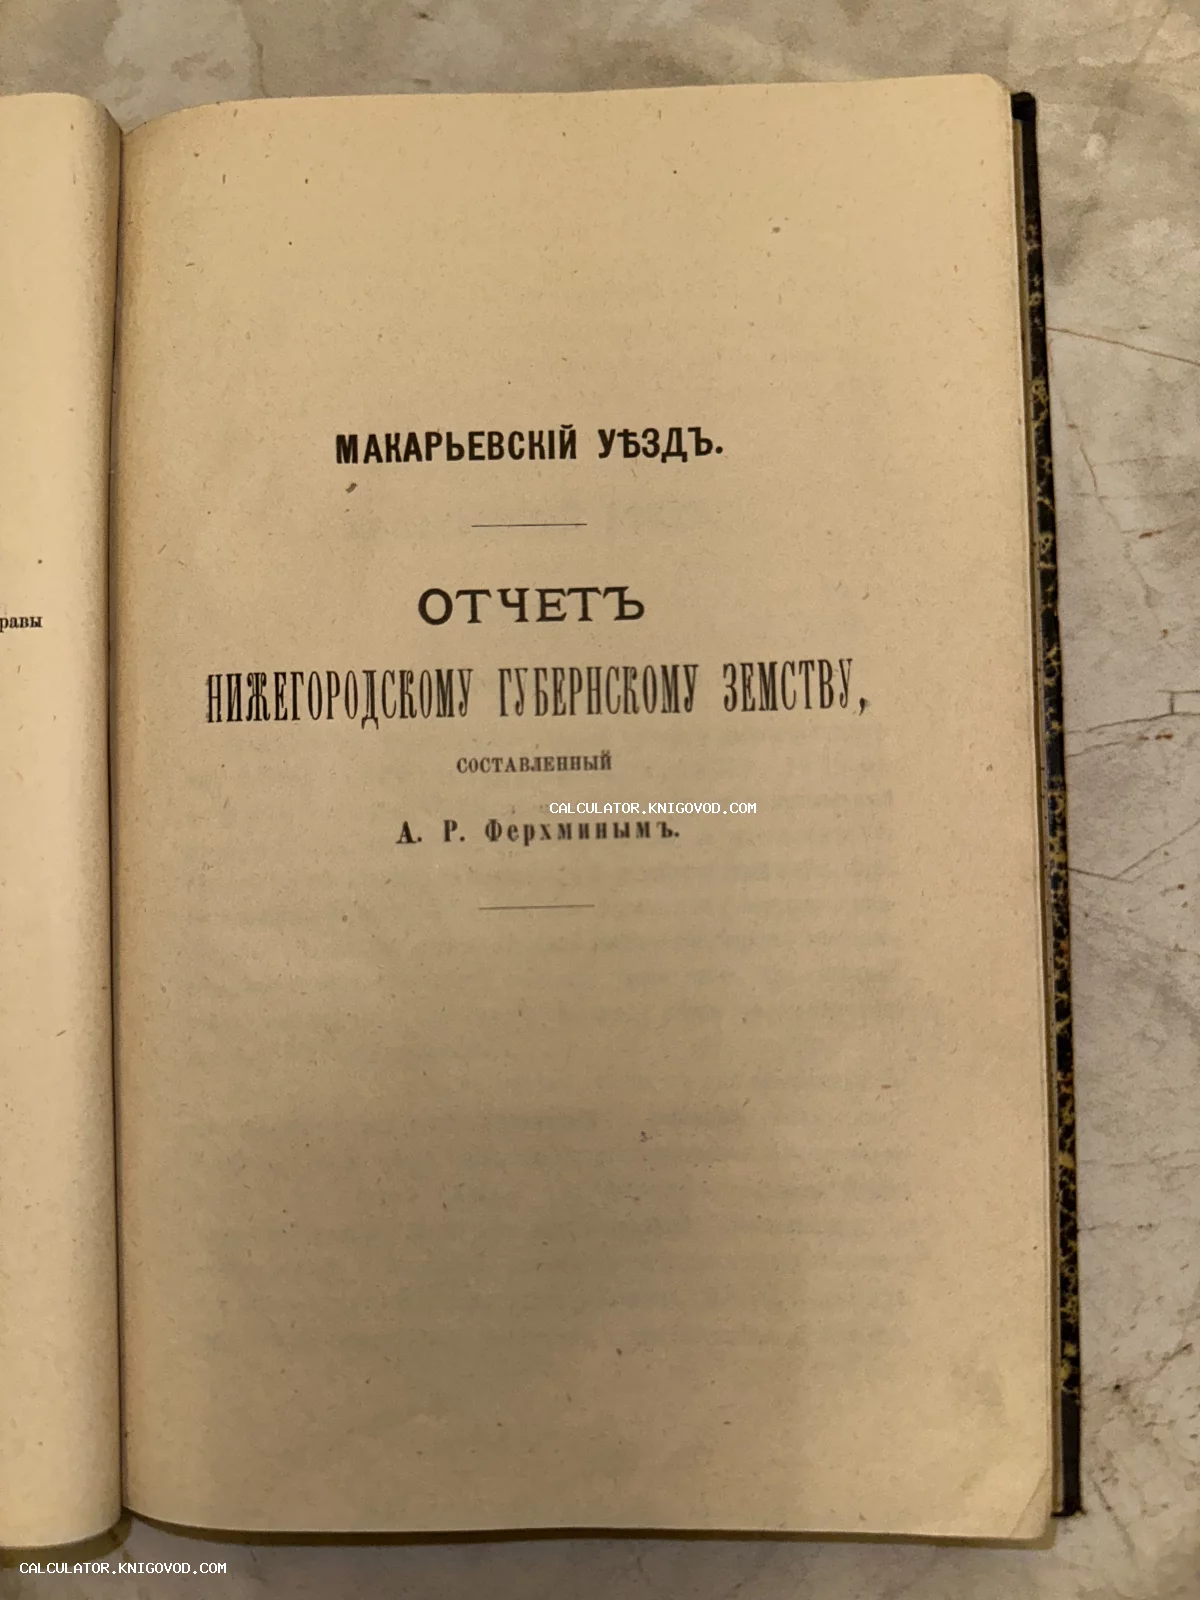 равы
МАКАРЬЕВСКІЙ УѢЗДЪ.
ОТЧЕТЪ
НИЖЕГОРОДСКОМУ ГУБЕРНСКОМУ ЗЕМСТВУ,
СОСТАВЛЕННЫЙ
CALCULATOR.KNIGOVOD.COM
А. Р. Ферхминымъ.
CALCULATOR.KNIGOVOD.COM